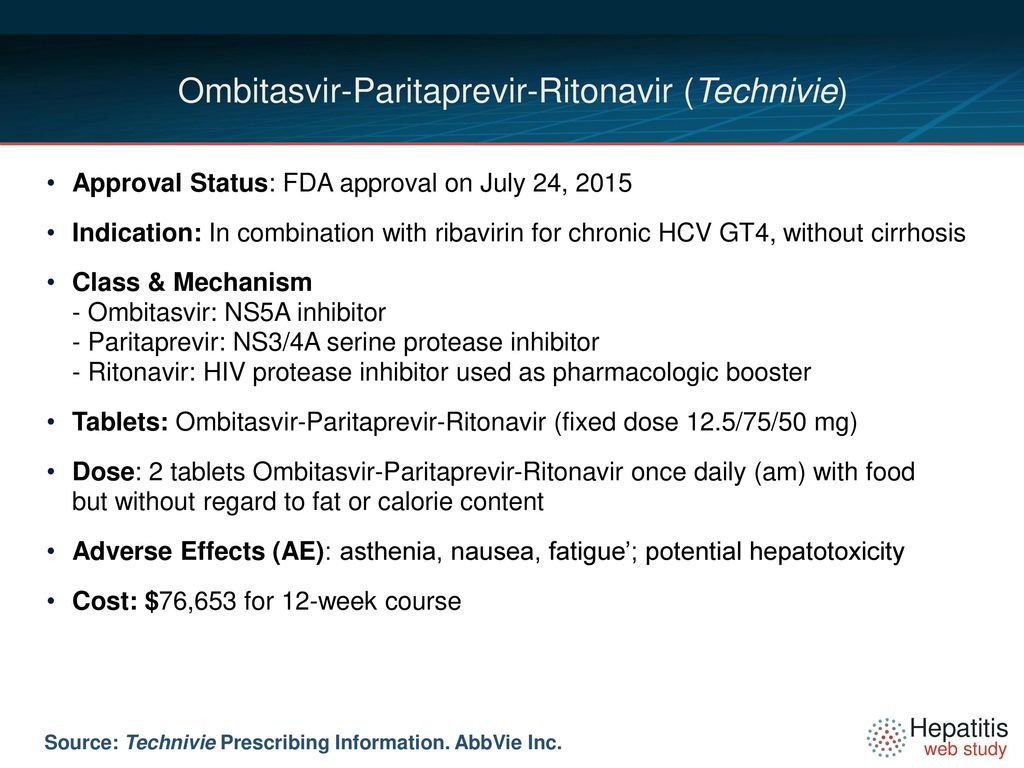 Ombitasvir-Paritaprevir-Ritonavir (Technivie)
• Approval Status: FDA approval on July 24, 2015
• Indication: In combination with ribavirin for chronic HCV GT4, without cirrhosis
• Class & Mechanism
- Ombitasvir: NS5A inhibitor
- Paritaprevir: NS3/4A serine protease inhibitor
- Ritonavir: HIV protease inhibitor used as pharmacologic booster
• Tablets: Ombitasvir-Paritaprevir-Ritonavir (fixed dose 12.5/75/50 mg)
• Dose: 2 tablets Ombitasvir-Paritaprevir-Ritonavir once daily (am) with food
but without regard to fat or calorie content
• Adverse Effects (AE): asthenia, nausea, fatigue’; potential hepatotoxicity
• Cost: $76,653 for 12-week course
Source: Technivie Prescribing Information. AbbVie Inc.
Hepatitis
web study